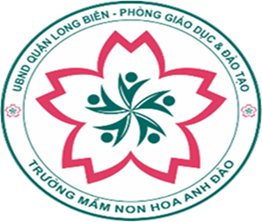 UBND QUẬN LONG BIÊN - PHÒNG GIÁO DỤC & ĐÀO TẠO
TRƯỜNG MẦM NON HOA ANH ĐÀO